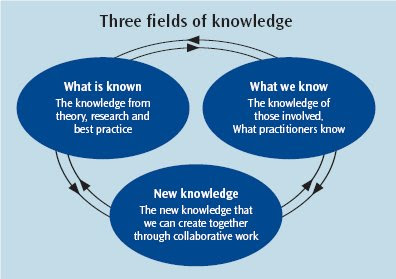 Three fields of knowledge
What is known
The knowledge from
theory, research and
best practice
What we know
The knowledge of
those involved.
What practitioners know
New knowledge
The new knowledge that
we can create together
through collaborative work